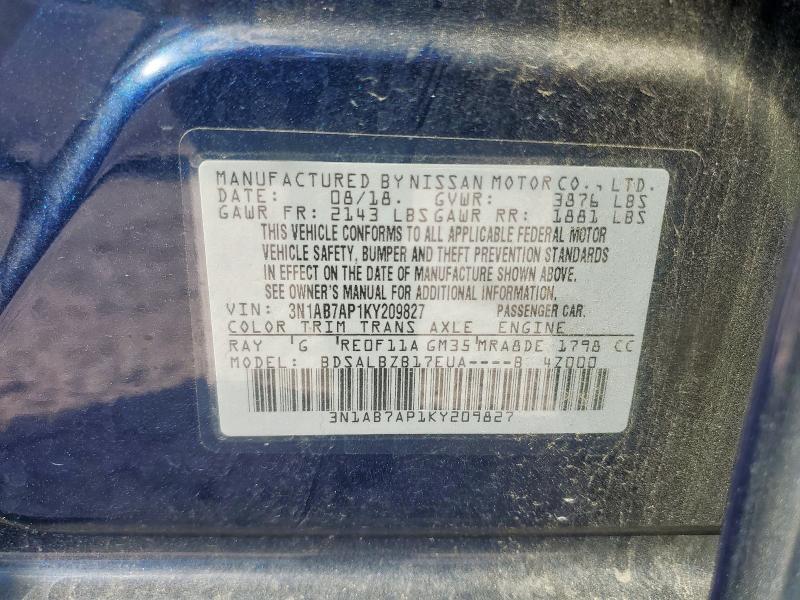 MANUFACTURED BY NISSAN MOTOR CO., LTD.
DATE: 08/18. GVWR: 3876 LBS
GAWR FR: 2143 LBS GAWR RR: 1881 LBS
THIS VEHICLE CONFORMS TO ALL APPLICABLE FEDERAL MOTOR
VEHICLE SAFETY, BUMPER AND THEFT PREVENTION STANDARDS
IN EFFECT ON THE DATE OF MANUFACTURE SHOWN ABOVE.
SEE OWNER'S MANUAL FOR ADDITIONAL INFORMATION.
VIN: 3N1AB7AP1KY209827 PASSENGER CAR.
COLOR TRIM TRANS AXLE ENGINE
RAY 'G 'RE0F11A GM35 'MRA8DE 1798 CC
MODEL: BDSALBZB17EUA----8 4Z000
3N1AB7AP1KY209827